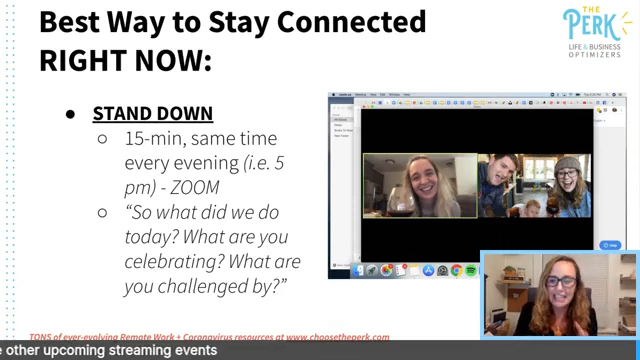 Best Way to Stay Connected
RIGHT NOW:
THE
PERK
LIFE & BUSINESS
OPTIMIZERS
● STAND DOWN
○ 15-min, same time
every evening (i.e. 5
pm) - ZOOM
○ “So what did we do
today? What are you
celebrating? What are
you challenged by?”
Help
TONS of ever-evolving Remote Work + Coronavirus resources at www.choosetheperk.com
other upcoming streaming events